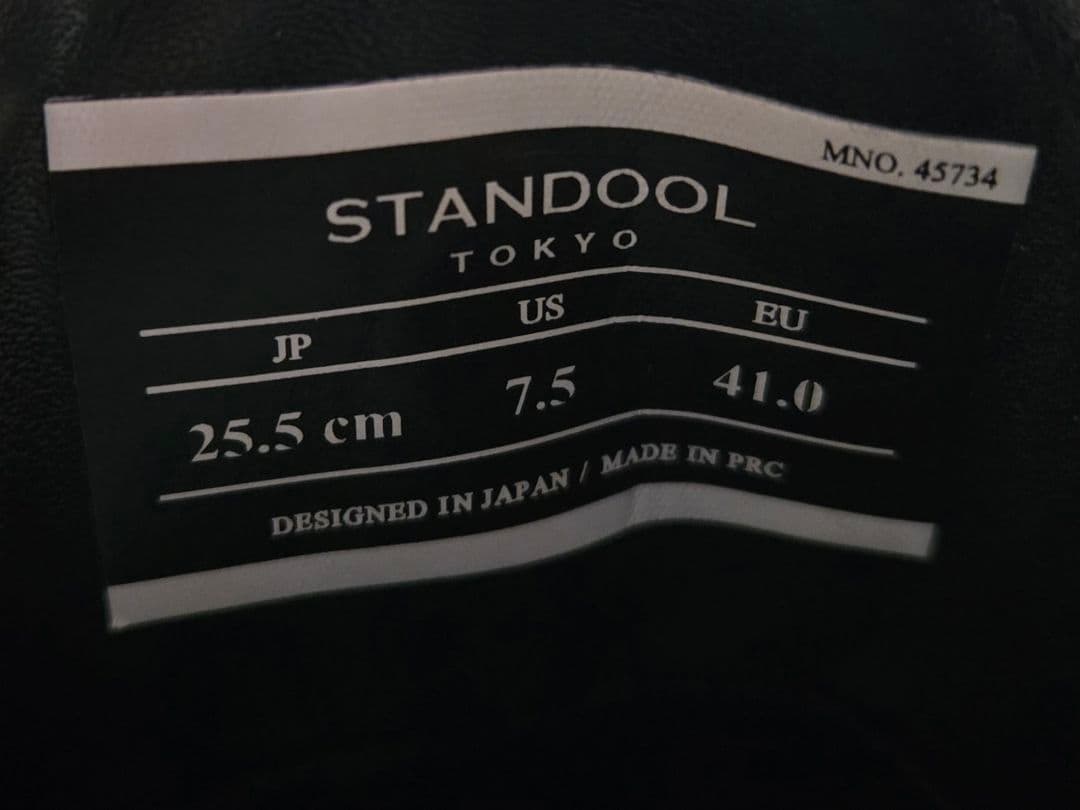 MNO. 45734
STANDOOL
TOKYO
JP US EU
25.5 cm 7.5 41.0
DESIGNED IN JAPAN / MADE IN PRC